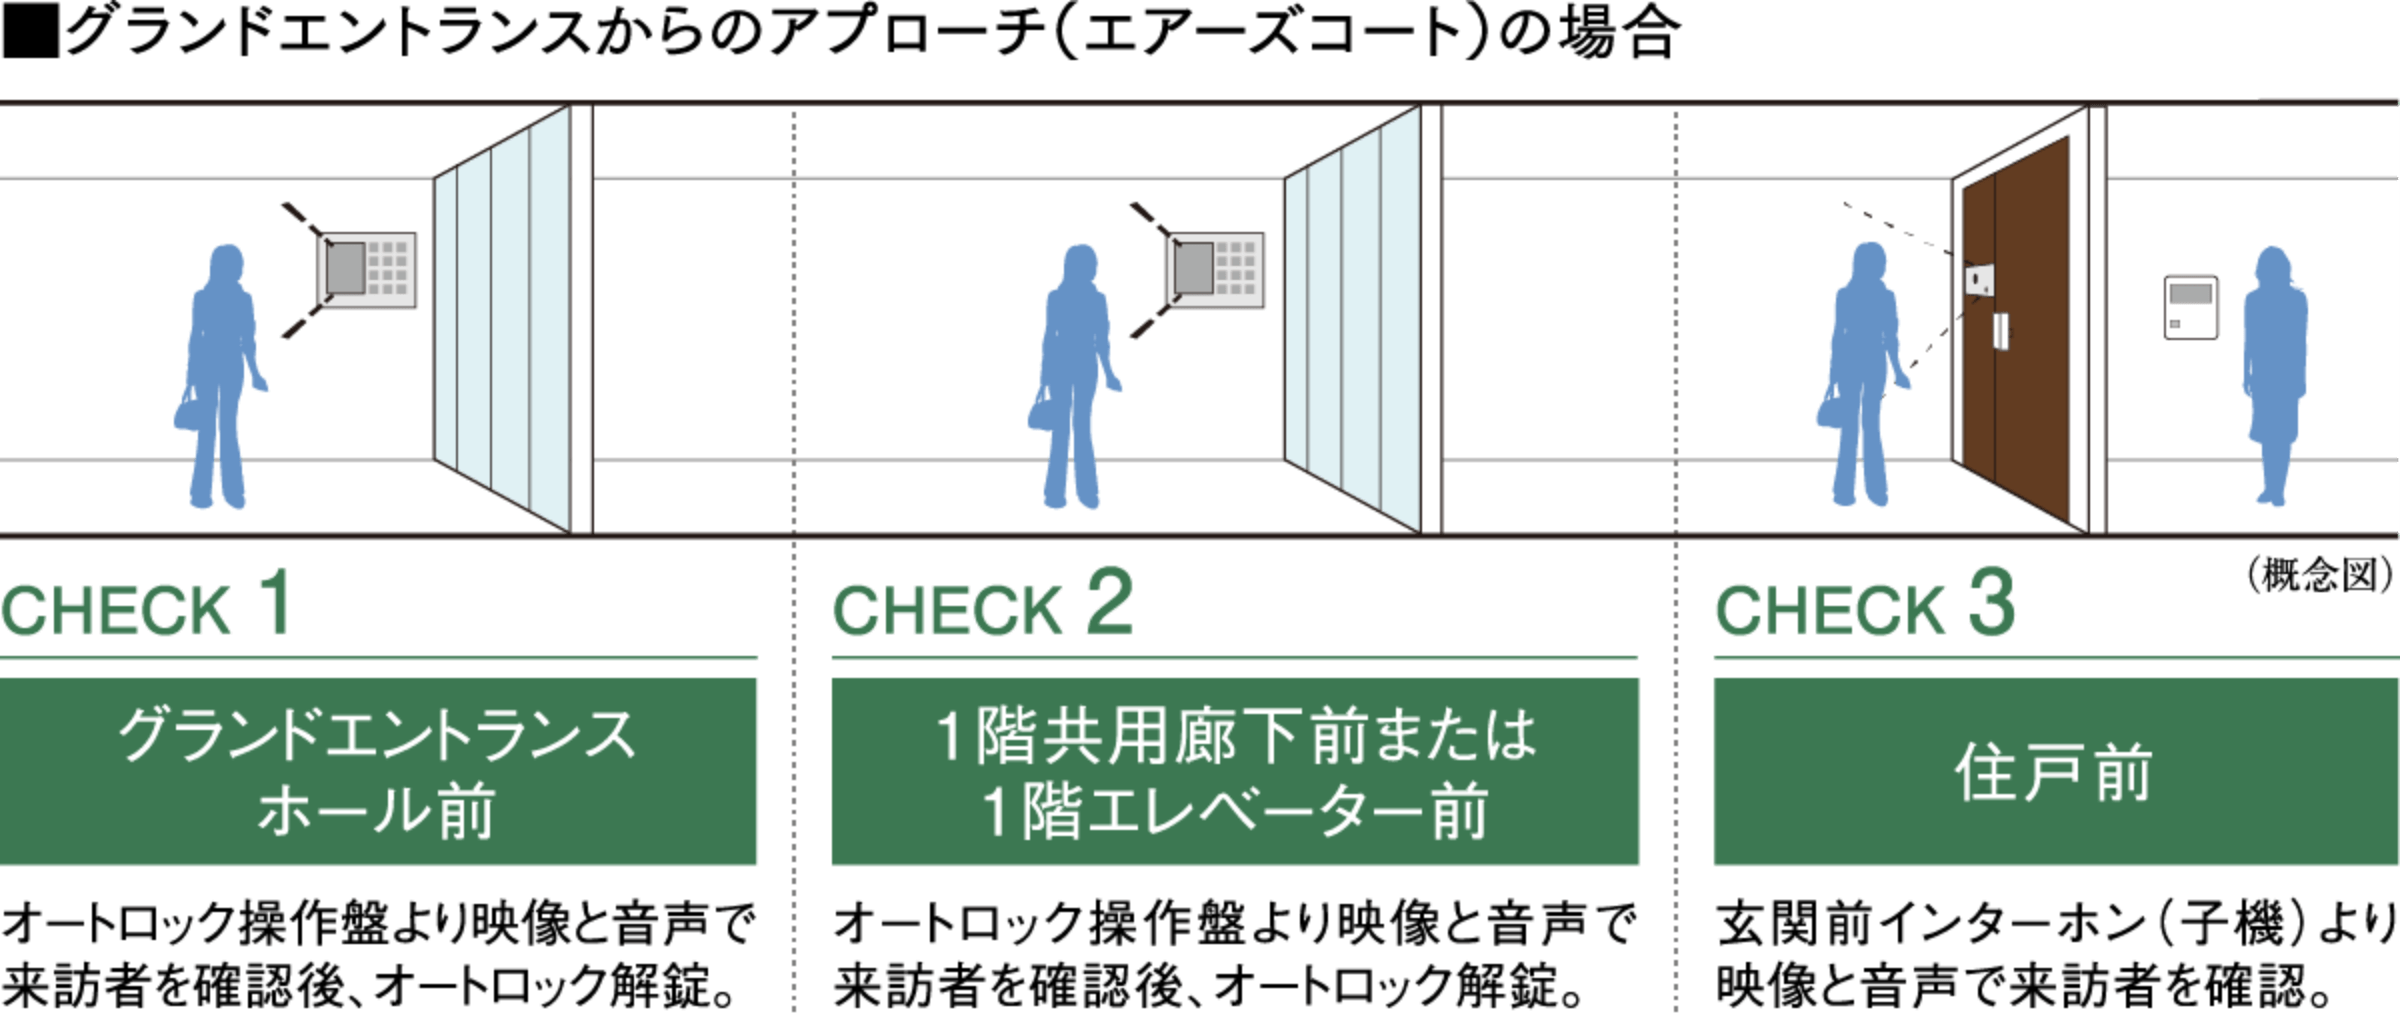 ■グランドエントランスからのアプローチ（エアーズコート）の場合
（概念図）
CHECK 1
グランドエントランス
ホール前
オートロック操作盤より映像と音声で
来訪者を確認後、オートロック解錠。
CHECK 2
1階共用廊下前または
1階エレベーター前
オートロック操作盤より映像と音声で
来訪者を確認後、オートロック解錠。
CHECK 3
住戸前
玄関前インターホン（子機）より
映像と音声で来訪者を確認。